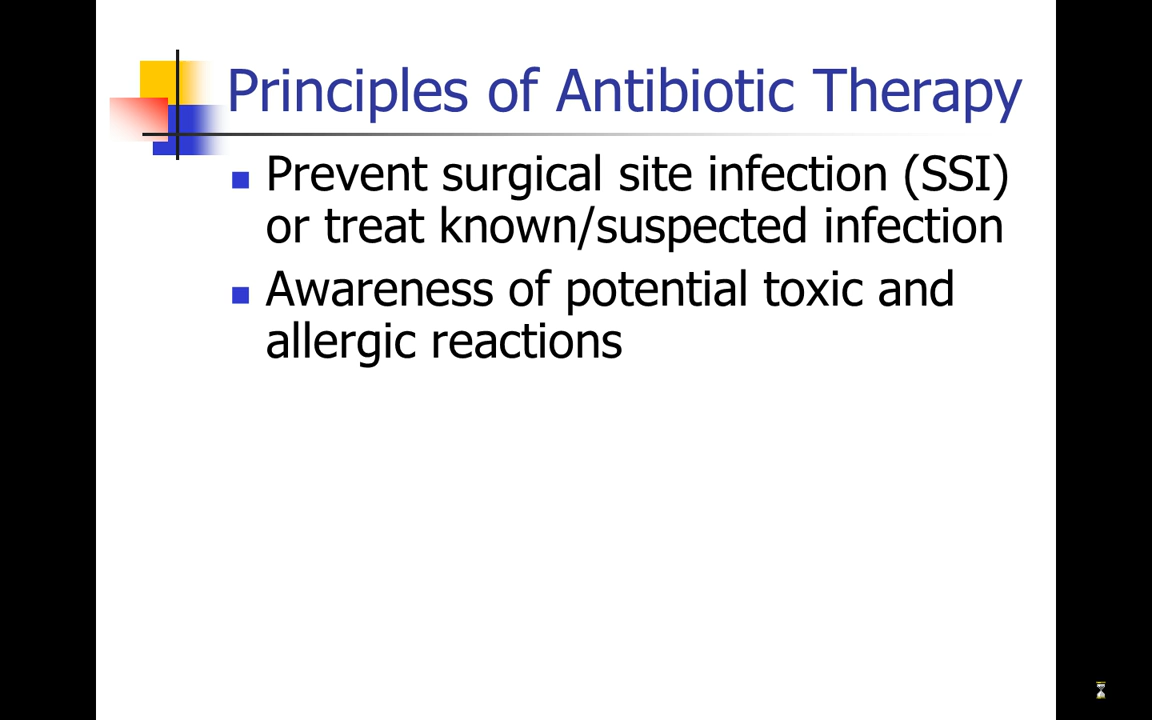 Principles of Antibiotic Therapy
Prevent surgical site infection (SSI)
or treat known/suspected infection
Awareness of potential toxic and
allergic reactions